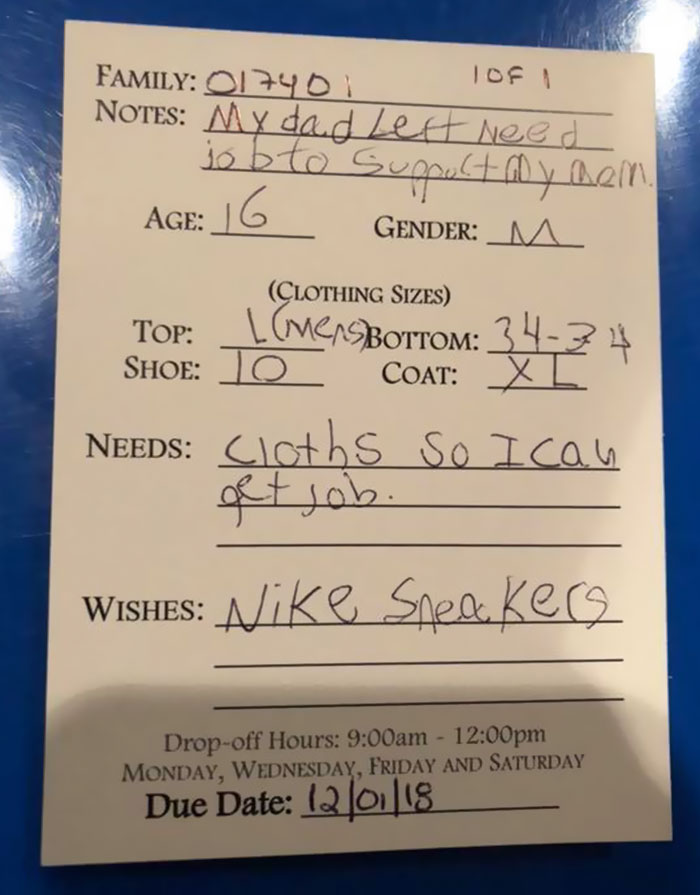 FAMILY: 017401 1 OF 1
NOTES: My dad Left Need
job to Support My mom.
AGE: 16 GENDER: M
(CLOTHING SIZES)
TOP: L (mens) BOTTOM: 34-34
SHOE: 10 COAT: XL
NEEDS: Cloths So I can
get job.
WISHES: Nike Sneakers
Drop-off Hours: 9:00am - 12:00pm
MONDAY, WEDNESDAY, FRIDAY AND SATURDAY
Due Date: 12/01/18